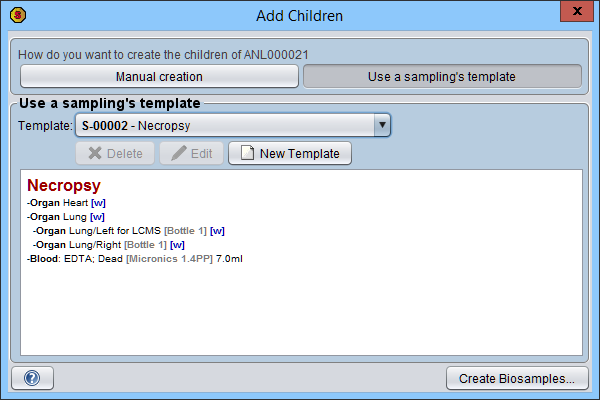 Add Children
How do you want to create the children of ANL000021
Manual creation
Use a sampling's template
Use a sampling's template
Template: S-00002 - Necropsy
Delete Edit New Template
Necropsy
-Organ Heart [w]
-Organ Lung [w]
-Organ Lung/Left for LCMS [Bottle 1] [w]
-Organ Lung/Right [Bottle 1] [w]
-Blood: EDTA; Dead [Micronics 1.4PP] 7.0ml
Create Biosamples...